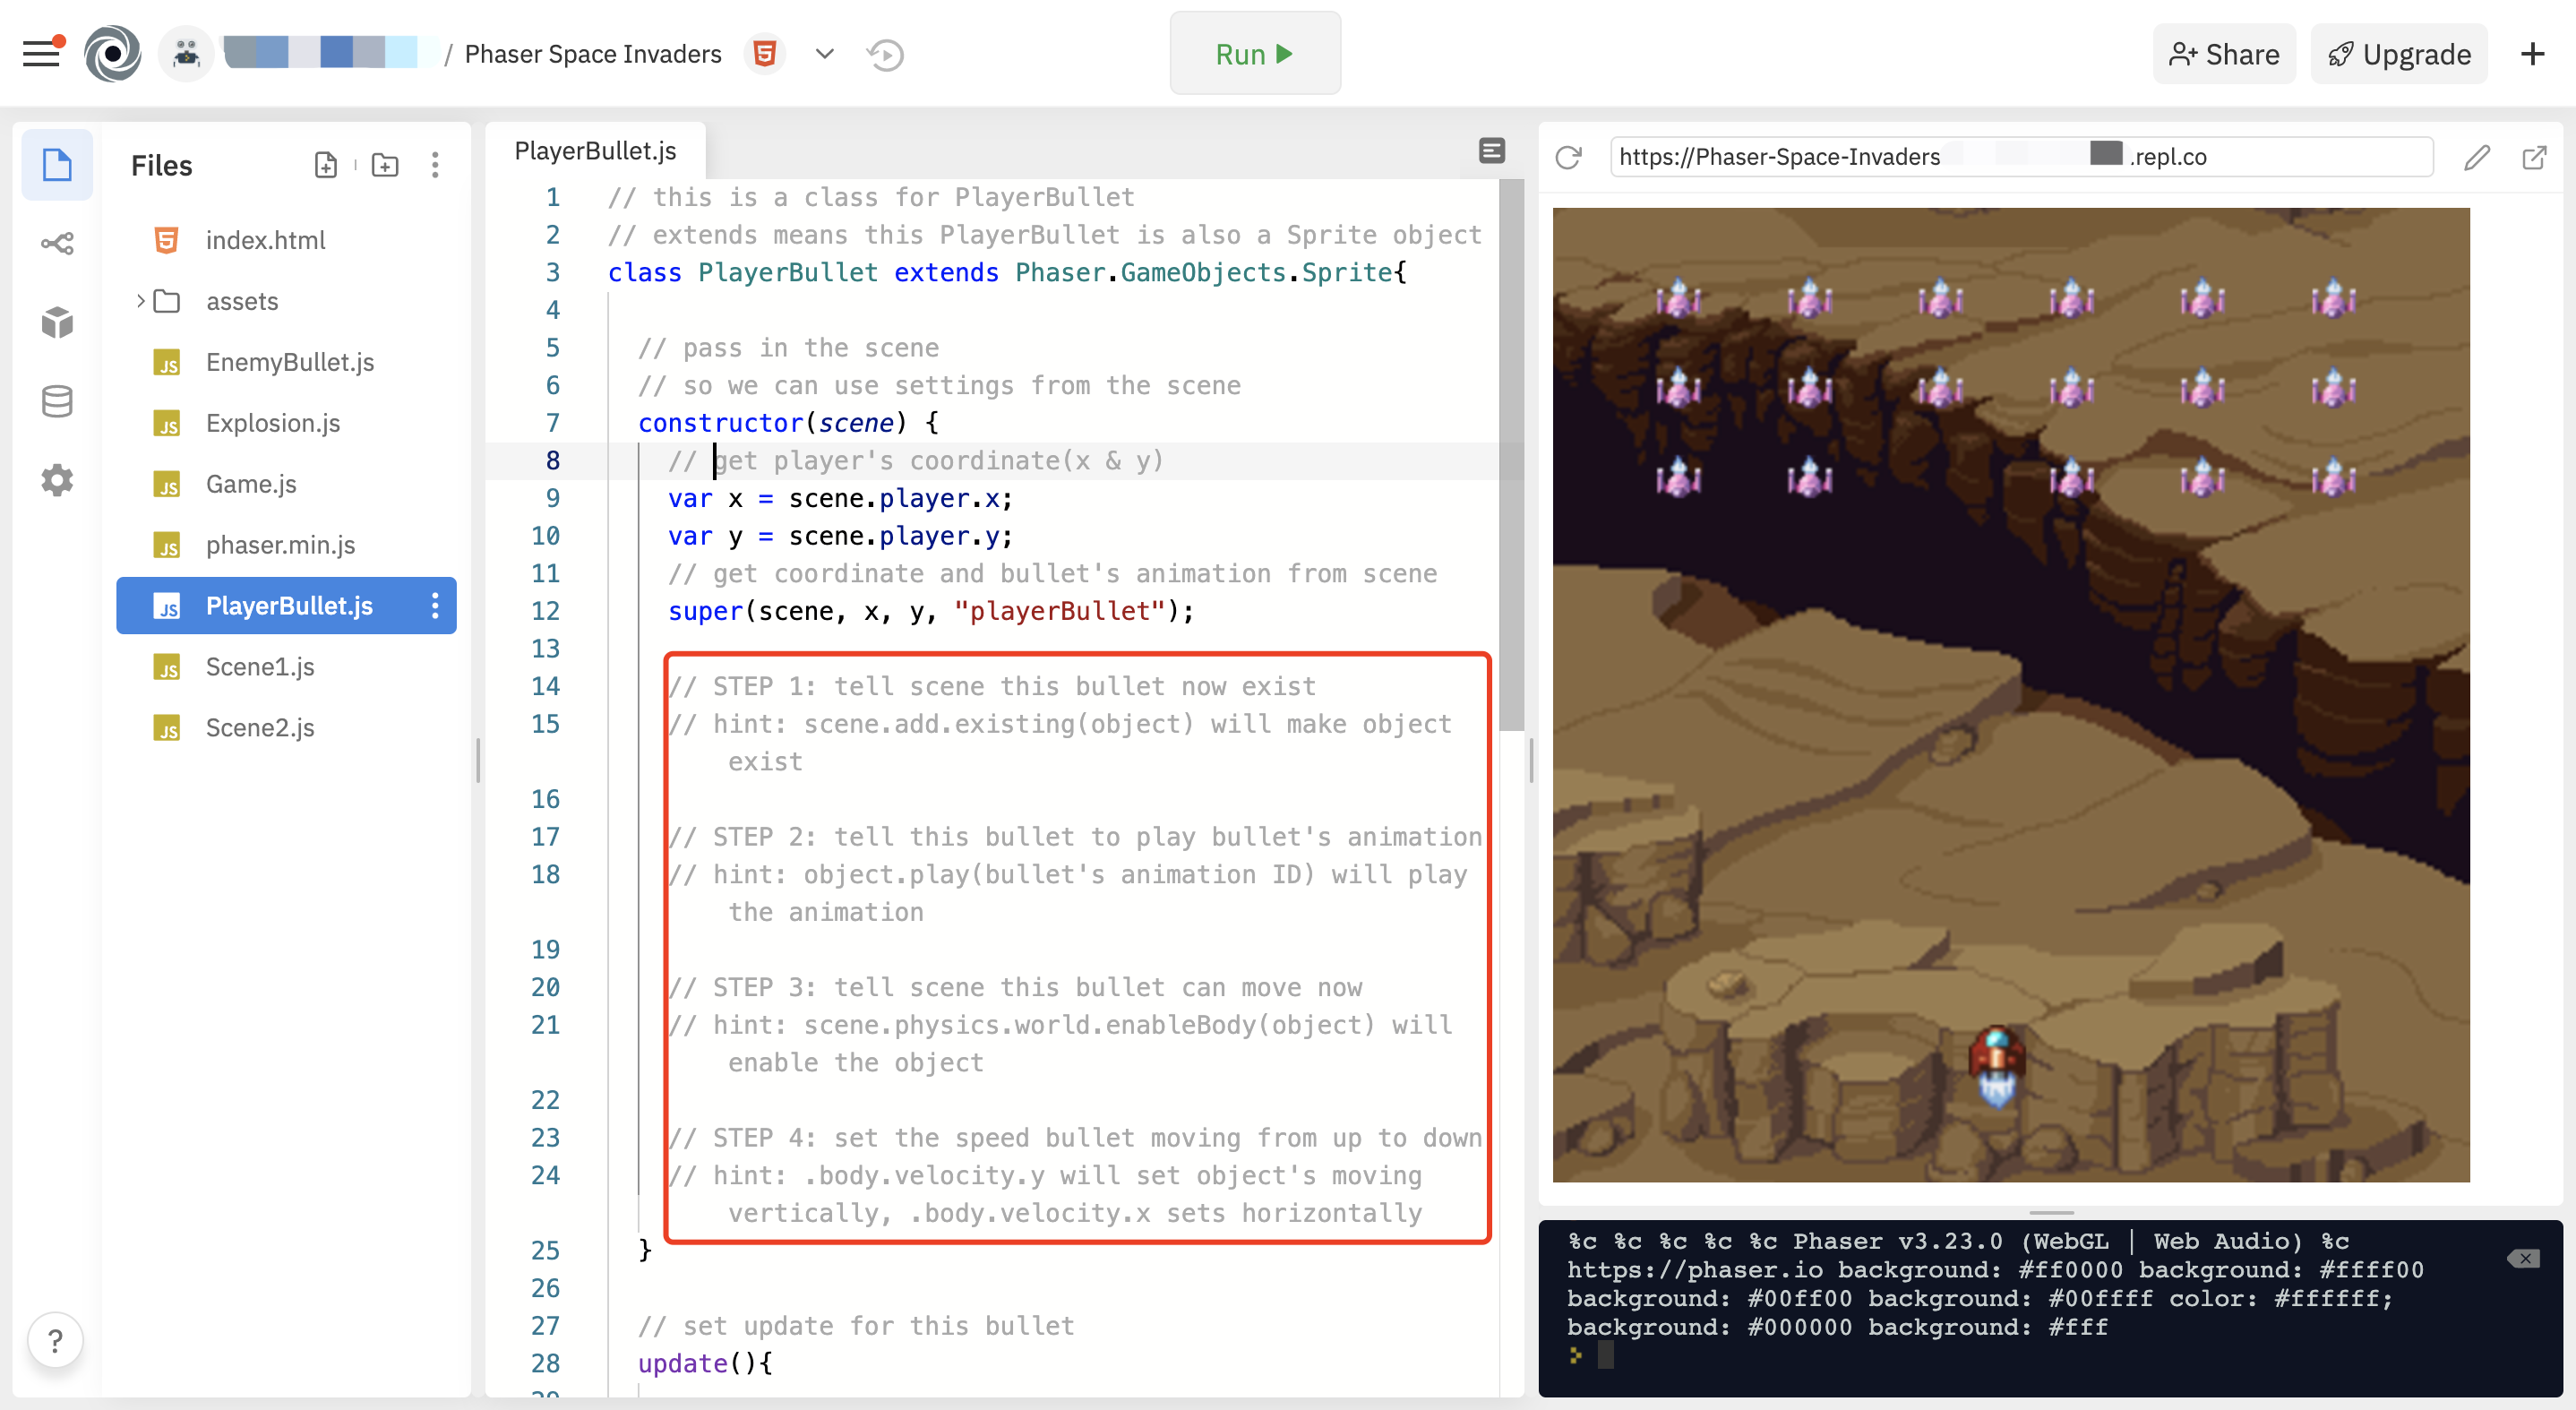 / Phaser Space Invaders
Run
Share
Upgrade
Files
index.html
assets
JS EnemyBullet.js
JS Explosion.js
JS Game.js
JS phaser.min.js
JS PlayerBullet.js
JS Scene1.js
JS Scene2.js
?
PlayerBullet.js
1 // this is a class for PlayerBullet
2 // extends means this PlayerBullet is also a Sprite object
3 class PlayerBullet extends Phaser.GameObjects.Sprite{
4
5 // pass in the scene
6 // so we can use settings from the scene
7 constructor(scene) {
8 // get player's coordinate(x & y)
9 var x = scene.player.x;
10 var y = scene.player.y;
11 // get coordinate and bullet's animation from scene
12 super(scene, x, y, "playerBullet");
13
14 // STEP 1: tell scene this bullet now exist
15 // hint: scene.add.existing(object) will make object
exist
16
17 // STEP 2: tell this bullet to play bullet's animation
18 // hint: object.play(bullet's animation ID) will play
the animation
19
20 // STEP 3: tell scene this bullet can move now
21 // hint: scene.physics.world.enableBody(object) will
enable the object
22
23 // STEP 4: set the speed bullet moving from up to down
24 // hint: .body.velocity.y will set object's moving
vertically, .body.velocity.x sets horizontally
25 }
26
27 // set update for this bullet
28 update(){
https://Phaser-Space-Invaders
.repl.co
%c %c %c %c %c Phaser v3.23.0 (WebGL | Web Audio) %c
https://phaser.io background: #ff0000 background: #ffff00
background: #00ff00 background: #00ffff color: #ffffff;
background: #000000 background: #fff